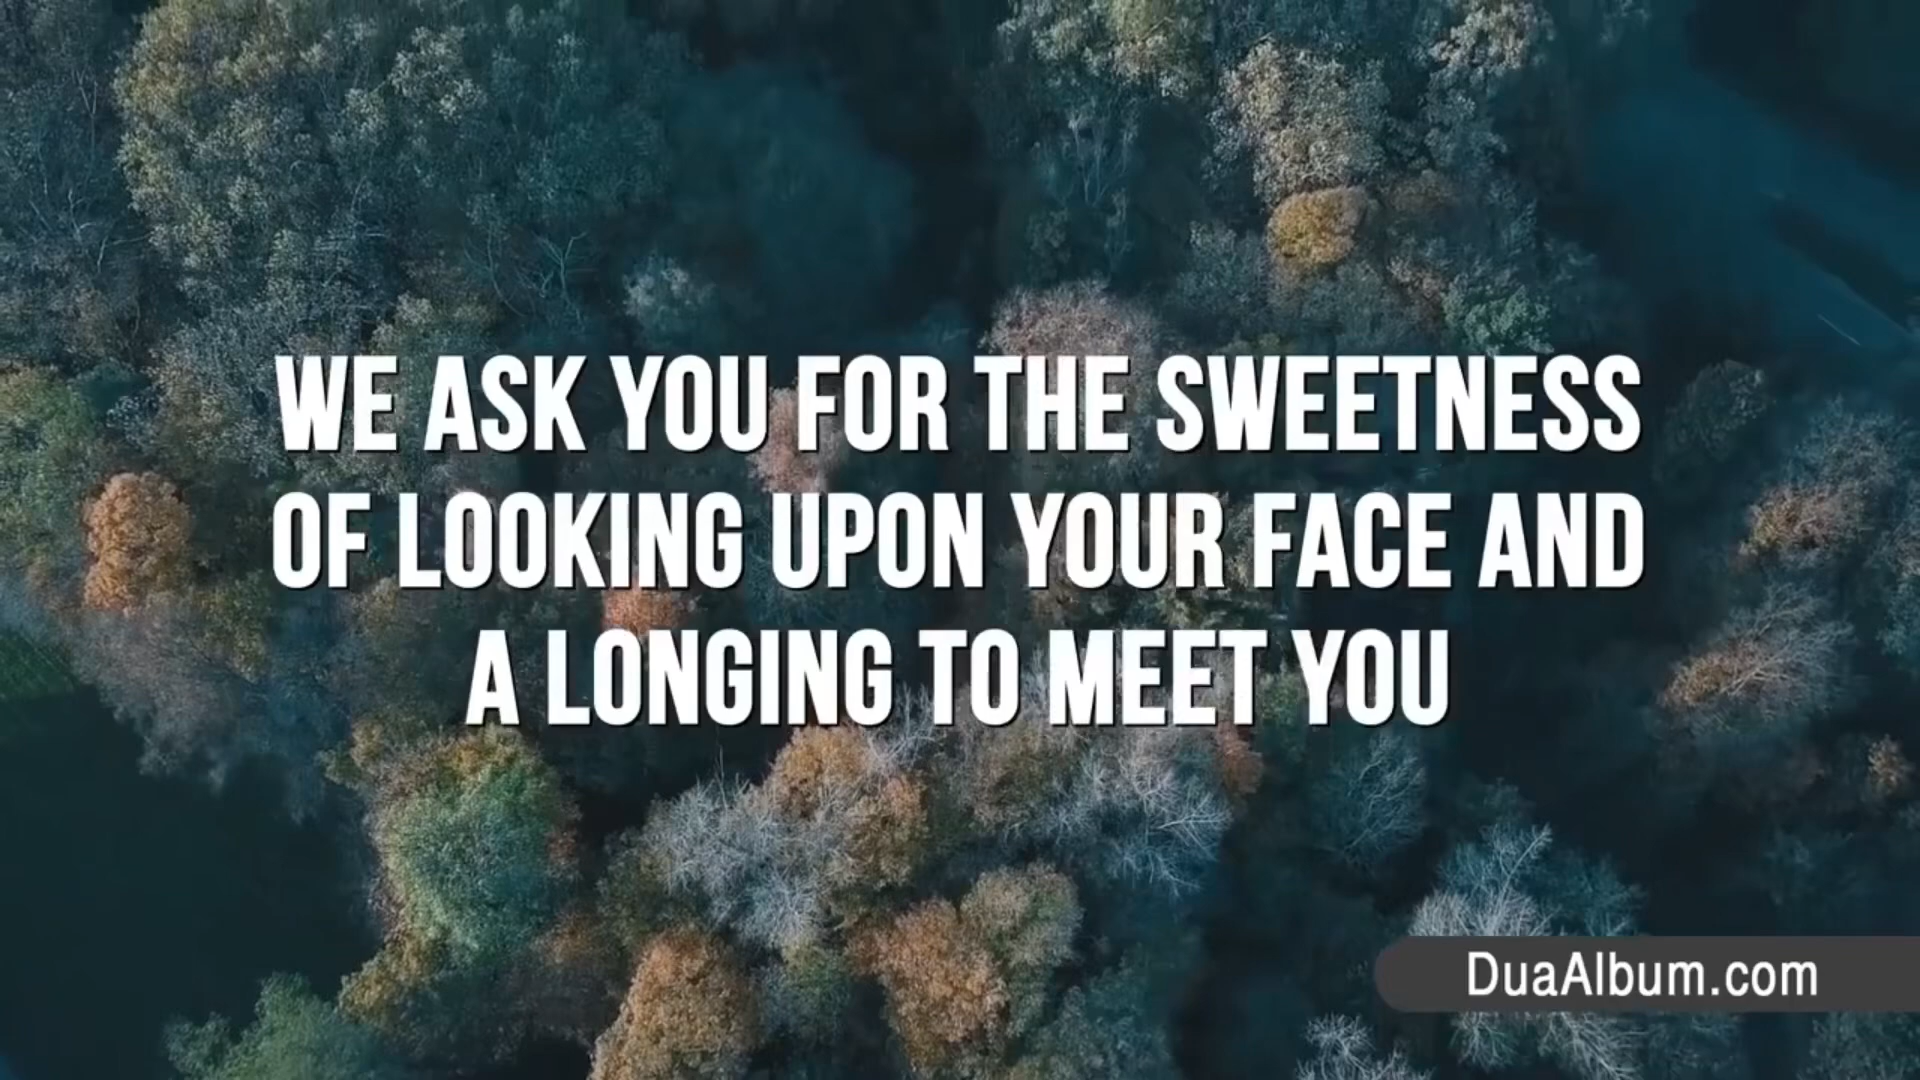 WE ASK YOU FOR THE SWEETNESS
OF LOOKING UPON YOUR FACE AND
A LONGING TO MEET YOU
DuaAlbum.com